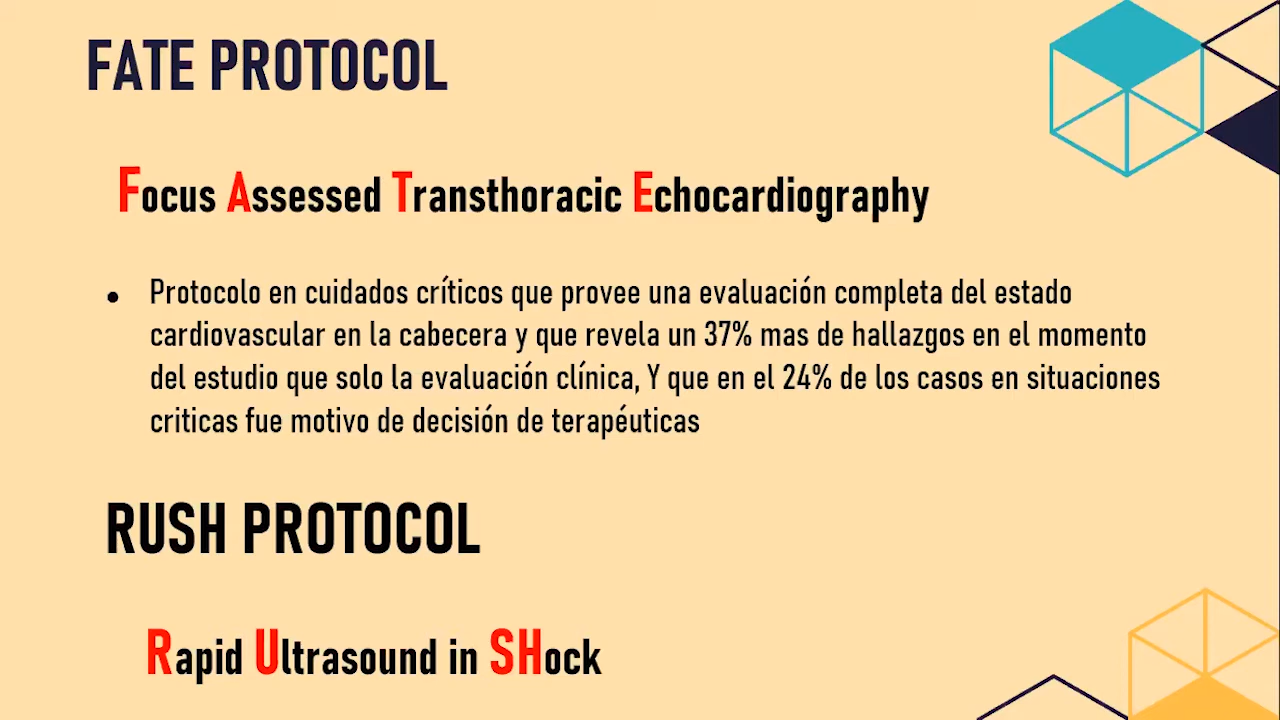 FATE PROTOCOL
Focus Assessed Transthoracic Echocardiography
• Protocolo en cuidados críticos que provee una evaluación completa del estado
cardiovascular en la cabecera y que revela un 37% mas de hallazgos en el momento
del estudio que solo la evaluación clínica, Y que en el 24% de los casos en situaciones
criticas fue motivo de decisión de terapéuticas
RUSH PROTOCOL
Rapid Ultrasound in SHock